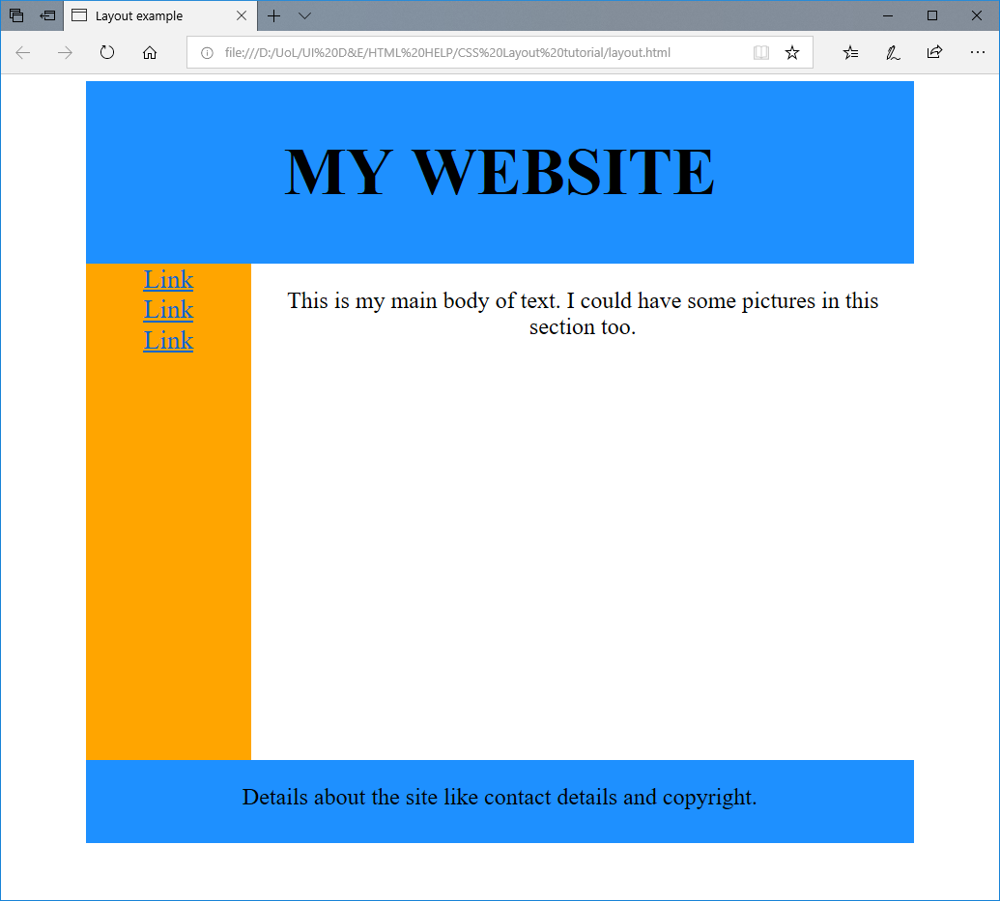 Layout example
file:///D:/UoL/UI%20D&E/HTML%20HELP/CSS%20Layout%20tutorial/layout.html
MY WEBSITE
Link
Link
Link
This is my main body of text. I could have some pictures in this
section too.
Details about the site like contact details and copyright.